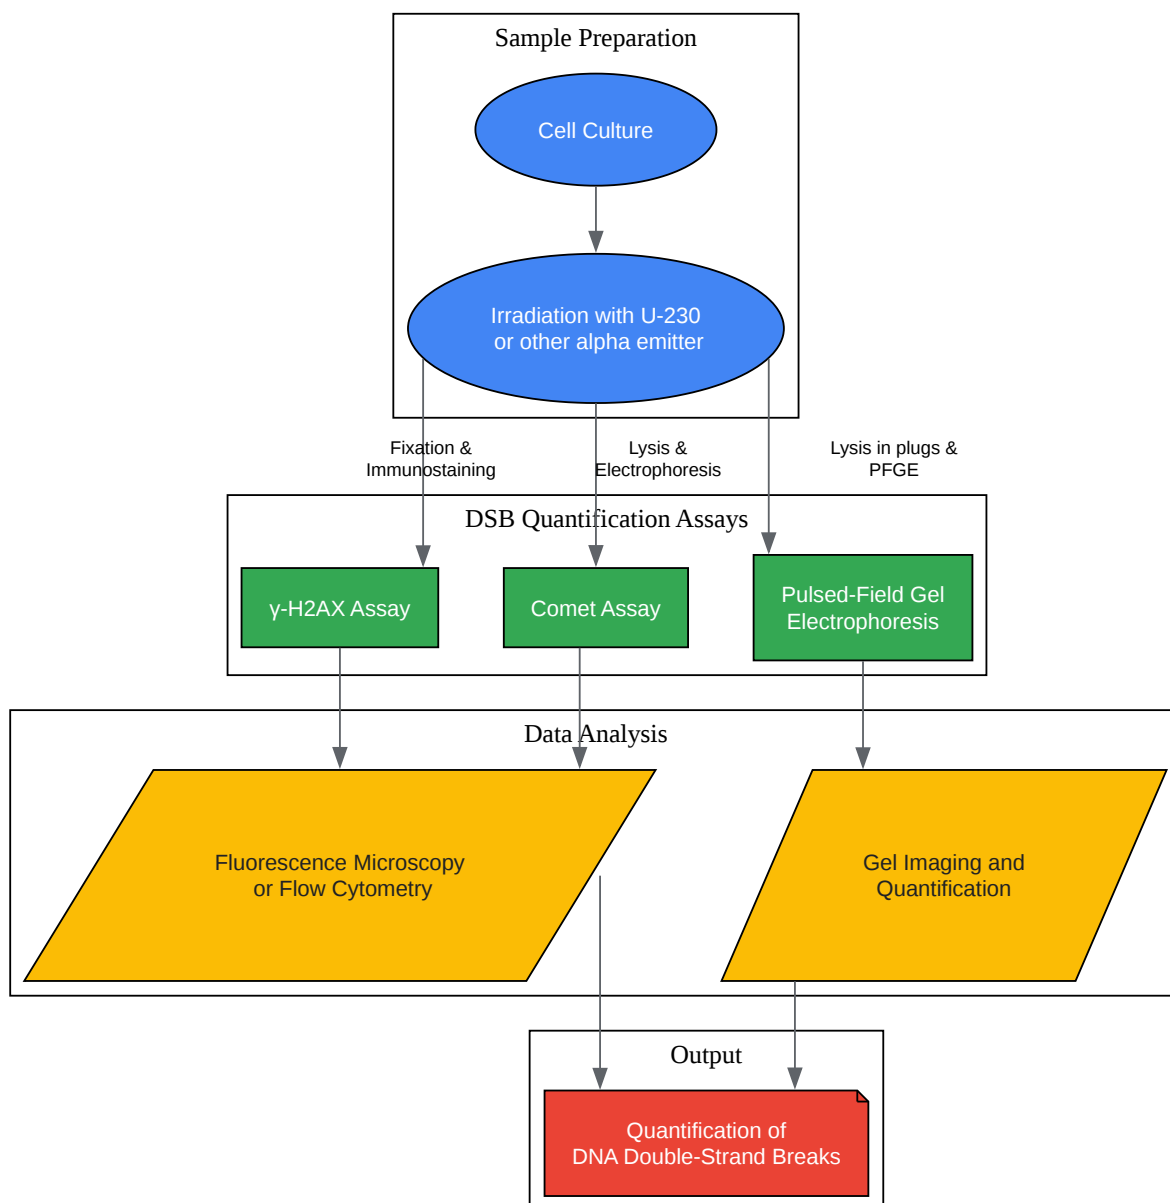 Sample Preparation
Cell Culture
Irradiation with U-230
or other alpha emitter
Fixation &
Immunostaining
Lysis &
Electrophoresis
Lysis in plugs &
PFGE
DSB Quantification Assays
γ-H2AX Assay
Comet Assay
Pulsed-Field Gel
Electrophoresis
Data Analysis
Fluorescence Microscopy
or Flow Cytometry
Gel Imaging and
Quantification
Output
Quantification of
DNA Double-Strand Breaks